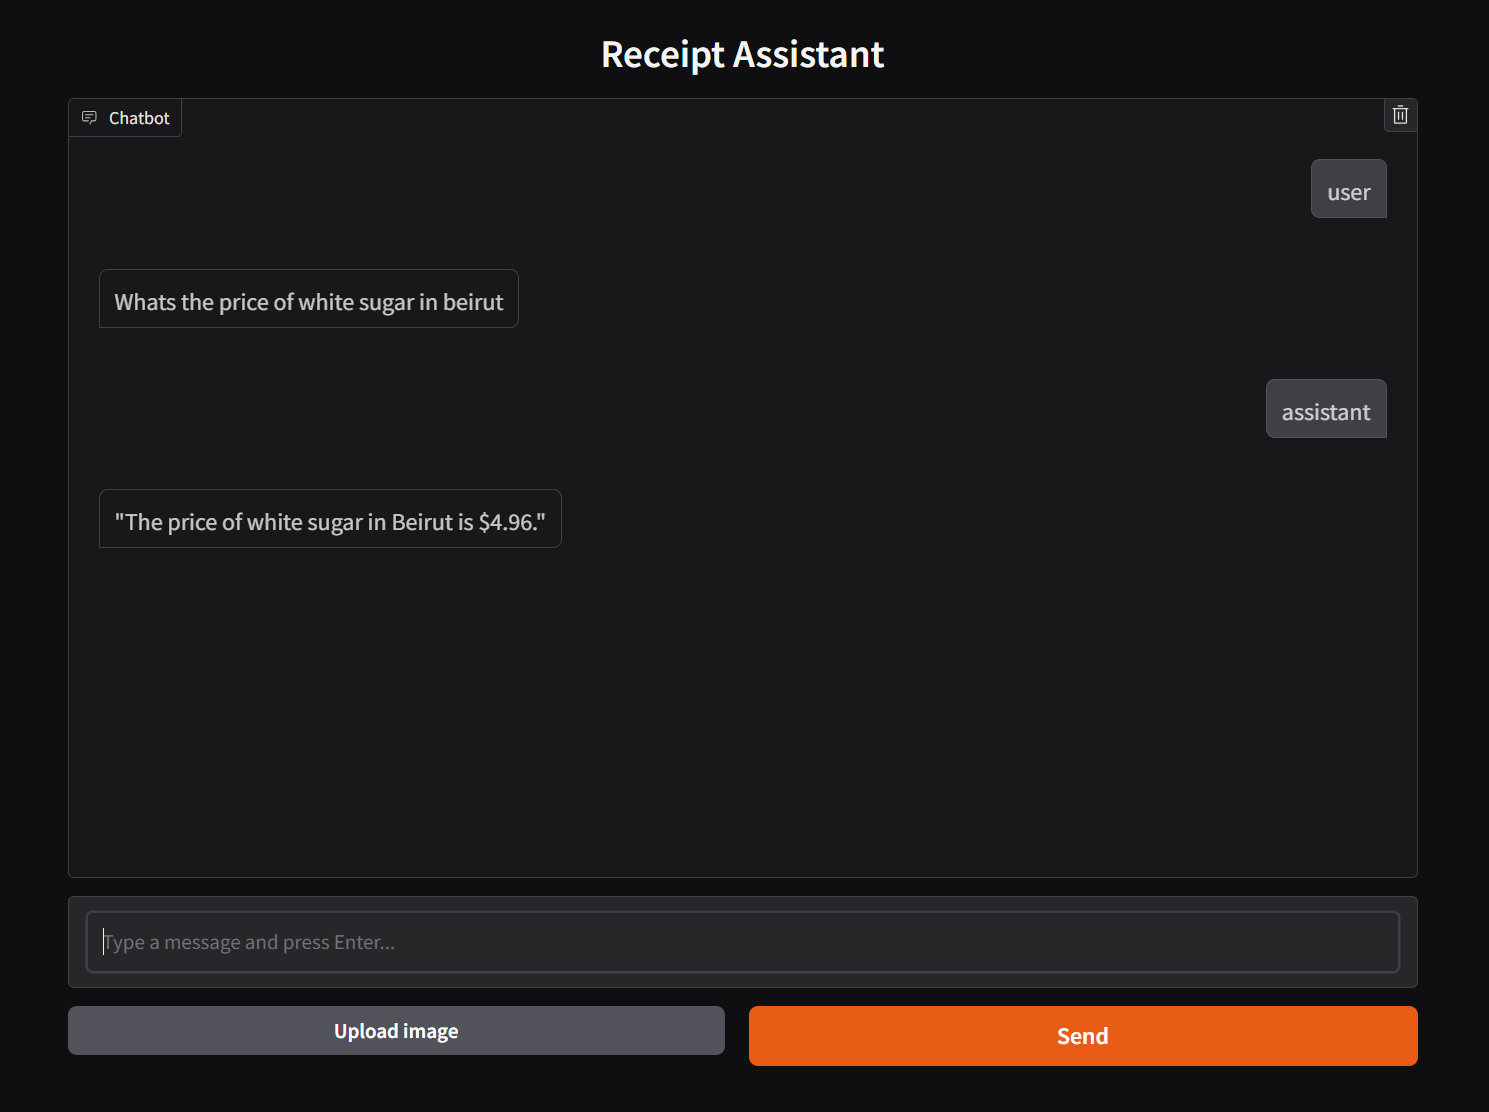 Receipt Assistant
Chatbot
user
Whats the price of white sugar in beirut
assistant
"The price of white sugar in Beirut is $4.96."
Type a message and press Enter...
Upload image
Send